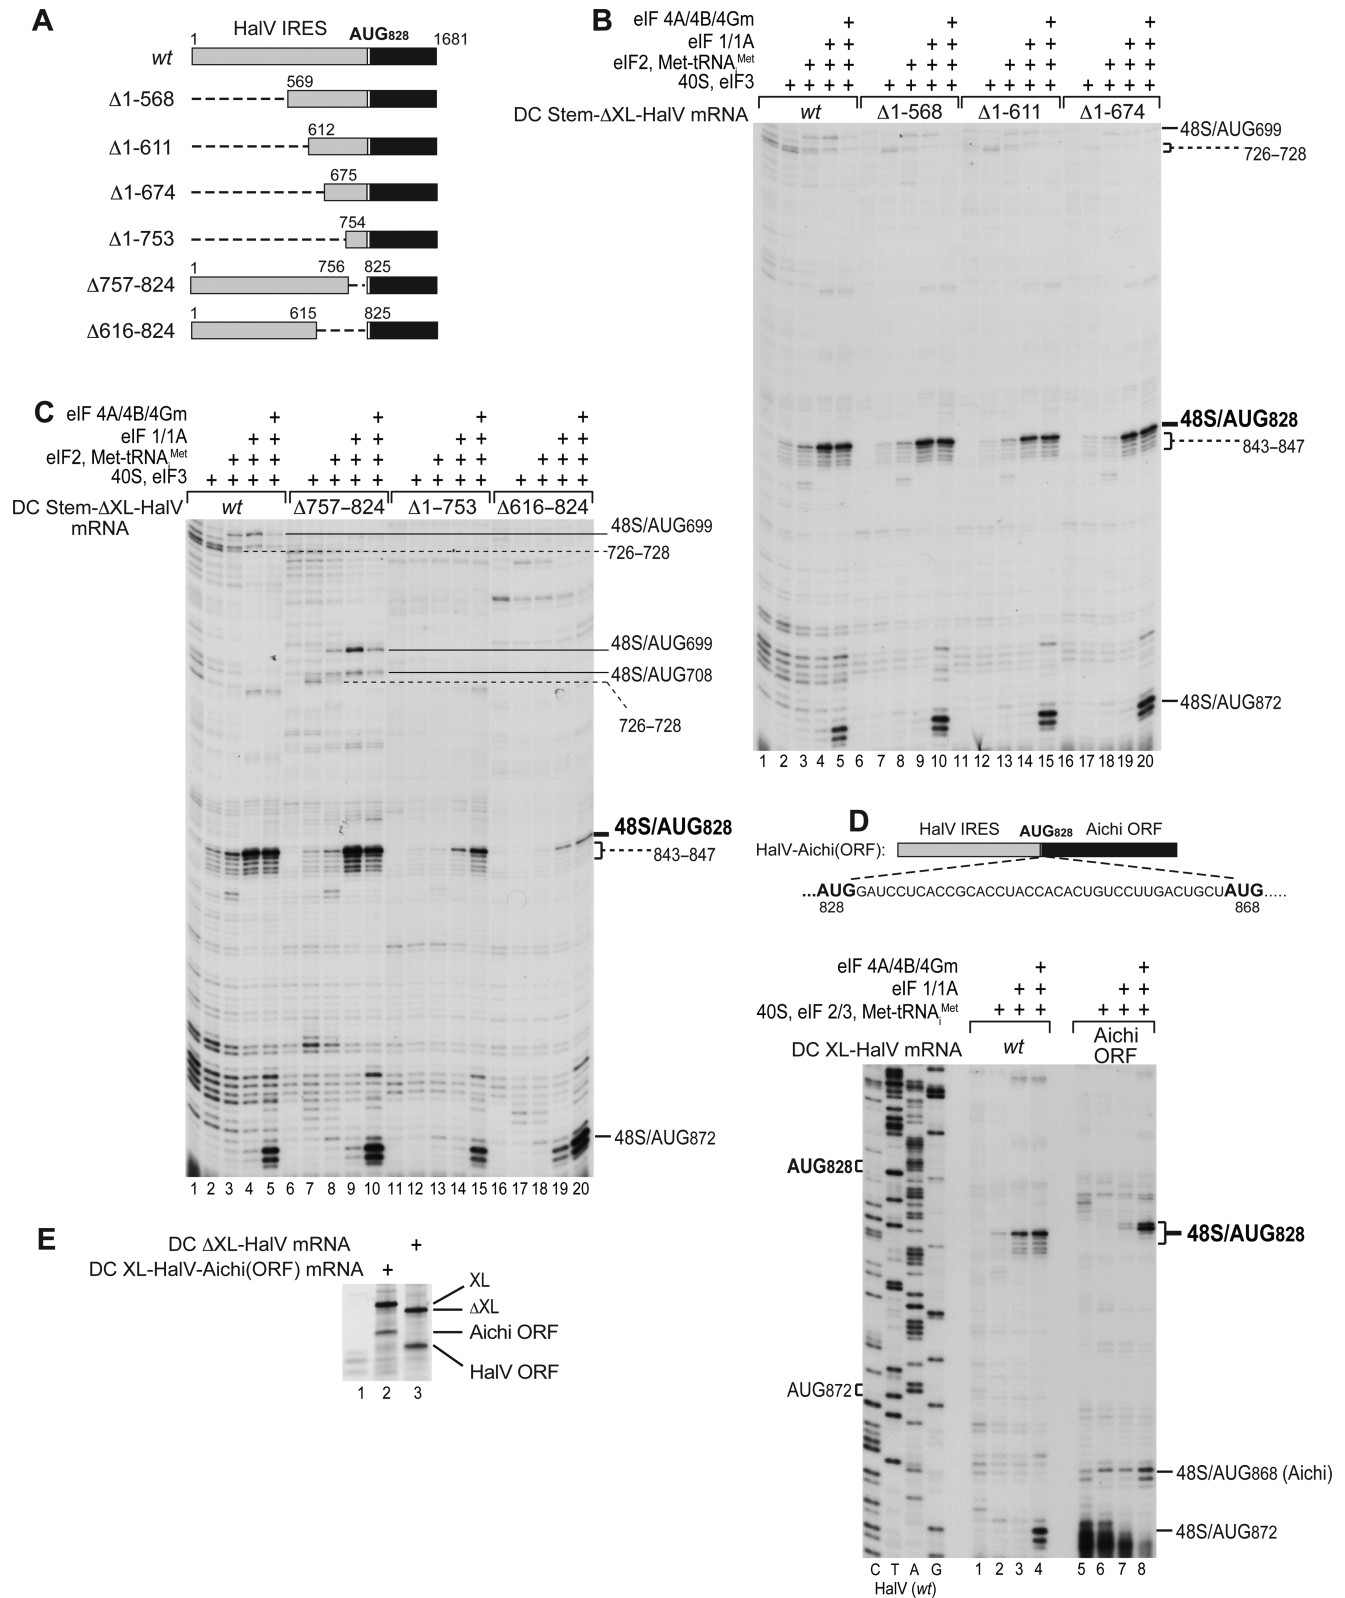 A
HalV IRES
AUG828
1
1681
wt
569
Δ1-568
612
Δ1-611
675
Δ1-674
754
Δ1-753
1
756
825
Δ757-824
1
615
825
Δ616-824
B
eIF 4A/4B/4Gm
+ + + +
eIF 1/1A
+ + + + + + + +
eIF2, Met-tRNAiMet
+ + + + + + + + + + + +
40S, eIF3
+ + + + + + + + + + + + + + + +
DC Stem-ΔXL-HalV mRNA
wt
Δ1-568
Δ1-611
Δ1-674
48S/AUG699
726–728
48S/AUG828
843–847
48S/AUG872
1 2 3 4 5 6 7 8 9 10 11 12 13 14 15 16 17 18 19 20
C
eIF 4A/4B/4Gm
+ + + +
eIF 1/1A
+ + + + + + + +
eIF2, Met-tRNAiMet
+ + + + + + + + + + + +
40S, eIF3
+ + + + + + + + + + + + + + + +
DC Stem-ΔXL-HalV
mRNA
wt
Δ757–824
Δ1–753
Δ616–824
48S/AUG699
726–728
48S/AUG699
48S/AUG708
726–728
48S/AUG828
843–847
48S/AUG872
1 2 3 4 5 6 7 8 9 10 11 12 13 14 15 16 17 18 19 20
D
HalV IRES
AUG828
Aichi ORF
HalV-Aichi(ORF):
...AUGGAUCCUCACCGCACCUACCACACUGUCCUUGACUGCUAUG.....
828
868
eIF 4A/4B/4Gm
+ +
eIF 1/1A
+ + + +
40S, eIF 2/3, Met-tRNAiMet
+ + + + + +
DC XL-HalV mRNA
wt
Aichi
ORF
AUG828
48S/AUG828
AUG872
48S/AUG868 (Aichi)
48S/AUG872
C T A G
1 2 3 4 5 6 7 8
HalV (wt)
E
DC ΔXL-HalV mRNA
+
DC XL-HalV-Aichi(ORF) mRNA
+
XL
ΔXL
Aichi ORF
HalV ORF
1 2 3